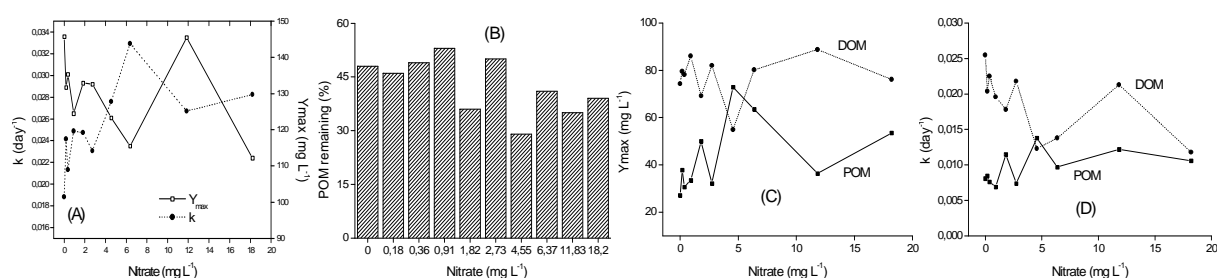 0,034
0,032
0,030
0,028
0,026
0,024
0,022
0,020
0,018
0,016
k (day-1)
150
140
130
120
110
100
90
Ymax (mg L-1)
(A)
Ymax
k
0 2 4 6 8 10 12 14 16 18 20
Nitrate (mg L-1)
60
45
30
15
0
POM remaining (%)
(B)
0 0,18 0,36 0,91 1,82 2,73 4,55 6,37 11,83 18,2
Nitrate (mg L-1)
100
80
60
40
20
Ymax (mg L-1)
DOM
POM
(C)
0 5 10 15 20
Nitrate (mg L-1)
0,030
0,025
0,020
0,015
0,010
0,005
0,000
k (day-1)
DOM
POM
(D)
0 5 10 15 20
Nitrate (mg L-1)